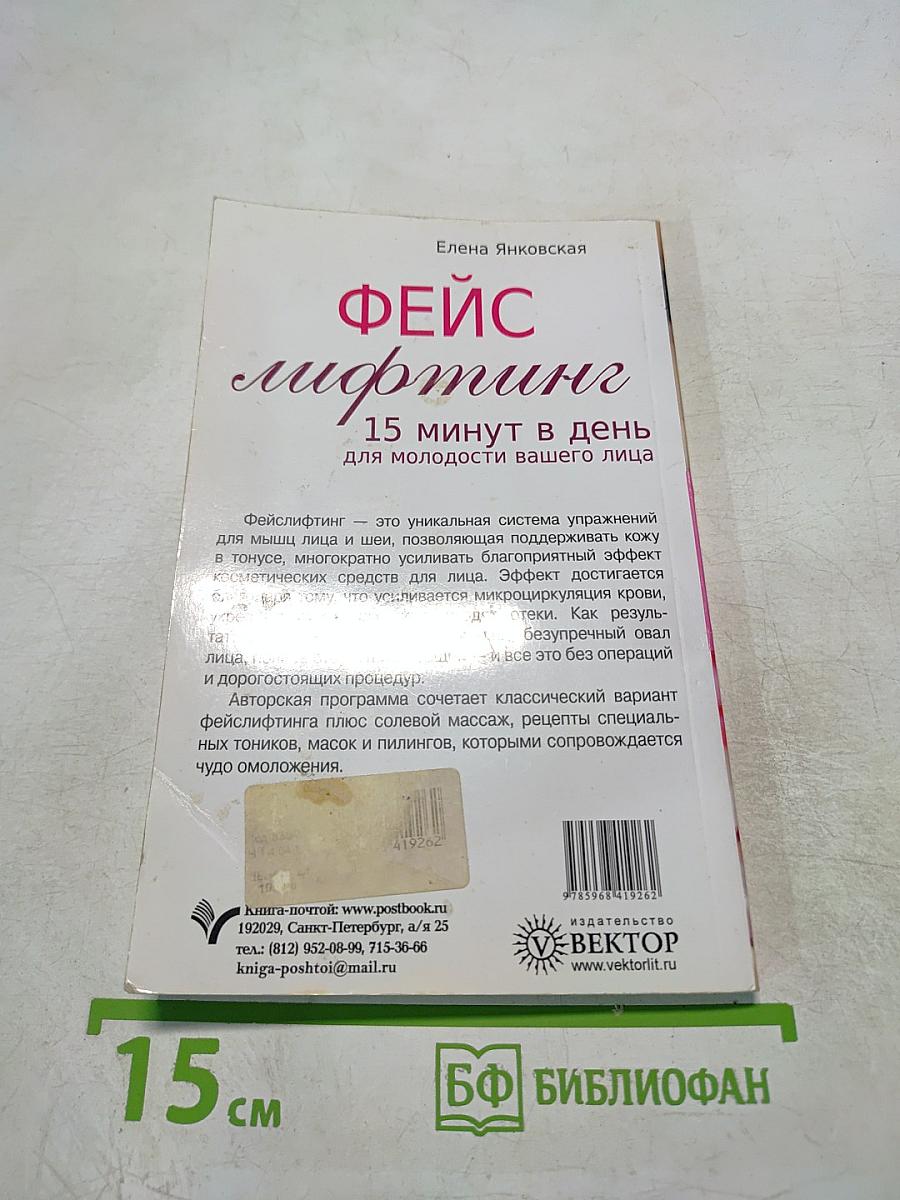 Елена Янковская
ФЕЙС
лифтинг
15 минут в день
для молодости вашего лица
Фейслифтинг — это уникальная система упражнений
для мышц лица и шеи, позволяющая поддерживать кожу
в тонусе, многократно усиливать благоприятный эффект
косметических средств для лица. Эффект достигается
тому, что усиливается микроциркуляция крови,
отеки. Как резуль-
безупречный овал
лица, и все это без операций
и дорогостоящих процедур.
Авторская программа сочетает классический вариант
фейслифтинга плюс солевой массаж, рецепты специаль-
ных тоников, масок и пилингов, которыми сопровождается
чудо омоложения.
419262
9785968419262
Книга-почтой: www.postbook.ru
192029, Санкт-Петербург, а/я 25
тел.: (812) 952-08-99, 715-36-66
kniga-poshtoi@mail.ru
издательство
V ВЕКТОР
www.vektorlit.ru
15 см
БФ БИБЛИОФАН